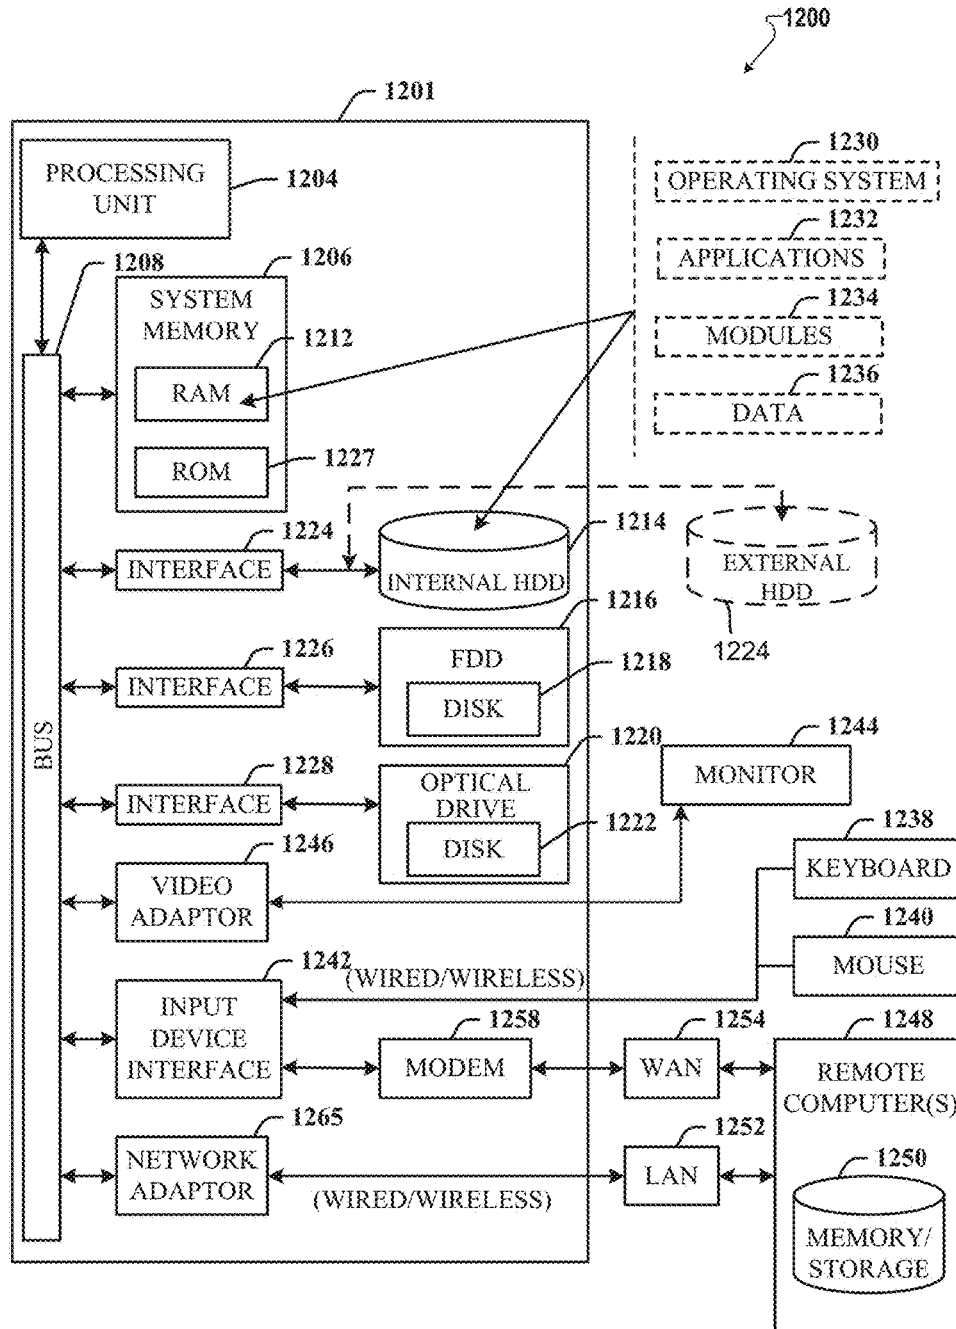 1200
1201
PROCESSING
UNIT
1204
1230
OPERATING SYSTEM
1232
APPLICATIONS
1234
MODULES
1236
DATA
1208
1206
SYSTEM
MEMORY
1212
RAM
ROM
1227
1224
INTERFACE
1214
INTERNAL HDD
EXTERNAL
HDD
1224
1216
FDD
1218
DISK
1226
INTERFACE
BUS
1228
INTERFACE
1220
OPTICAL
DRIVE
1222
DISK
1244
MONITOR
1246
VIDEO
ADAPTOR
1238
KEYBOARD
1240
MOUSE
1242
(WIRED/WIRELESS)
INPUT
DEVICE
INTERFACE
1258
MODEM
1254
WAN
1248
REMOTE
COMPUTER(S)
1265
NETWORK
ADAPTOR
(WIRED/WIRELESS)
1252
LAN
1250
MEMORY/
STORAGE